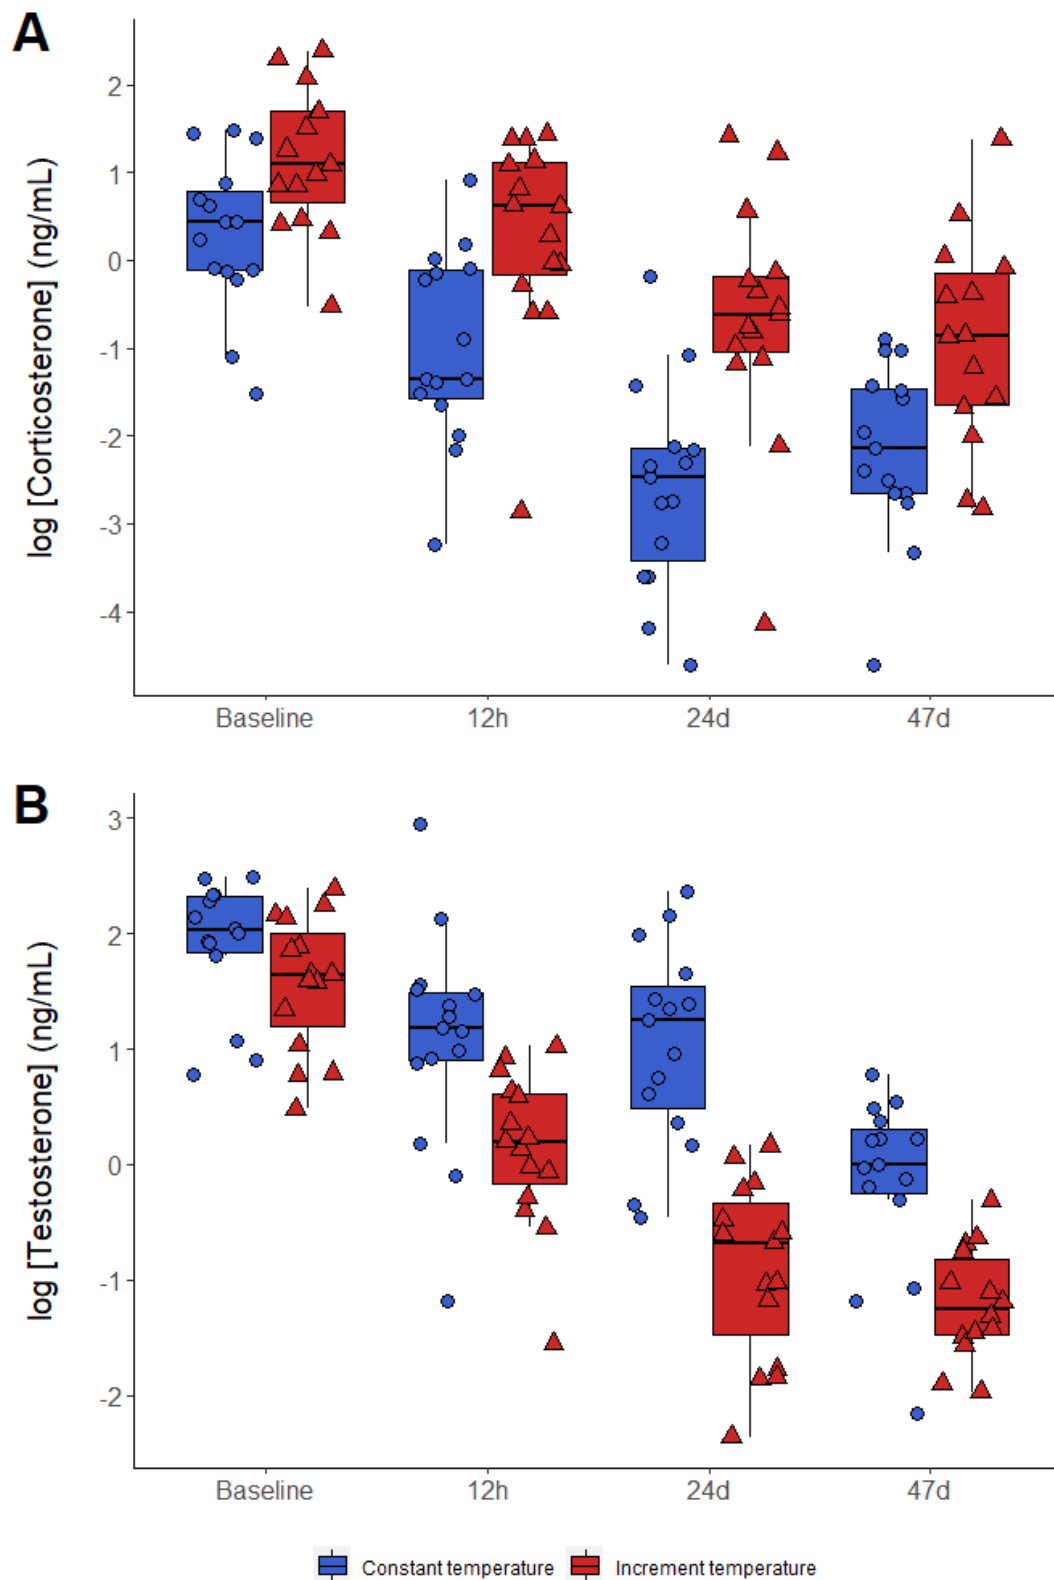 A
log [Corticosterone] (ng/mL)
2
1
0
-1
-2
-3
-4
Baseline 12h 24d 47d
B
log [Testosterone] (ng/mL)
3
2
1
0
-1
-2
Baseline 12h 24d 47d
Constant temperature Increment temperature